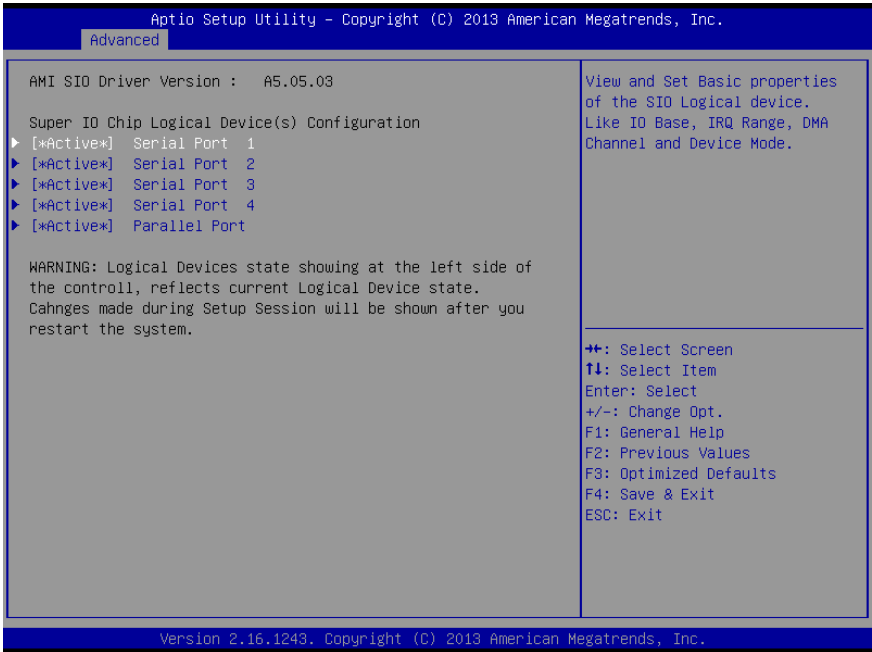 Aptio Setup Utility – Copyright (C) 2013 American Megatrends, Inc.
Advanced
AMI SIO Driver Version :   A5.05.03
Super IO Chip Logical Device(s) Configuration
[*Active*]  Serial Port  1
[*Active*]  Serial Port  2
[*Active*]  Serial Port  3
[*Active*]  Serial Port  4
[*Active*]  Parallel Port
WARNING: Logical Devices state showing at the left side of
the controll, reflects current Logical Device state.
Cahnges made during Setup Session will be shown after you
restart the system.
View and Set Basic properties
of the SIO Logical device.
Like IO Base, IRQ Range, DMA
Channel and Device Mode.
→←: Select Screen
↑↓: Select Item
Enter: Select
+/-: Change Opt.
F1: General Help
F2: Previous Values
F3: Optimized Defaults
F4: Save & Exit
ESC: Exit
Version 2.16.1243. Copyright (C) 2013 American Megatrends, Inc.